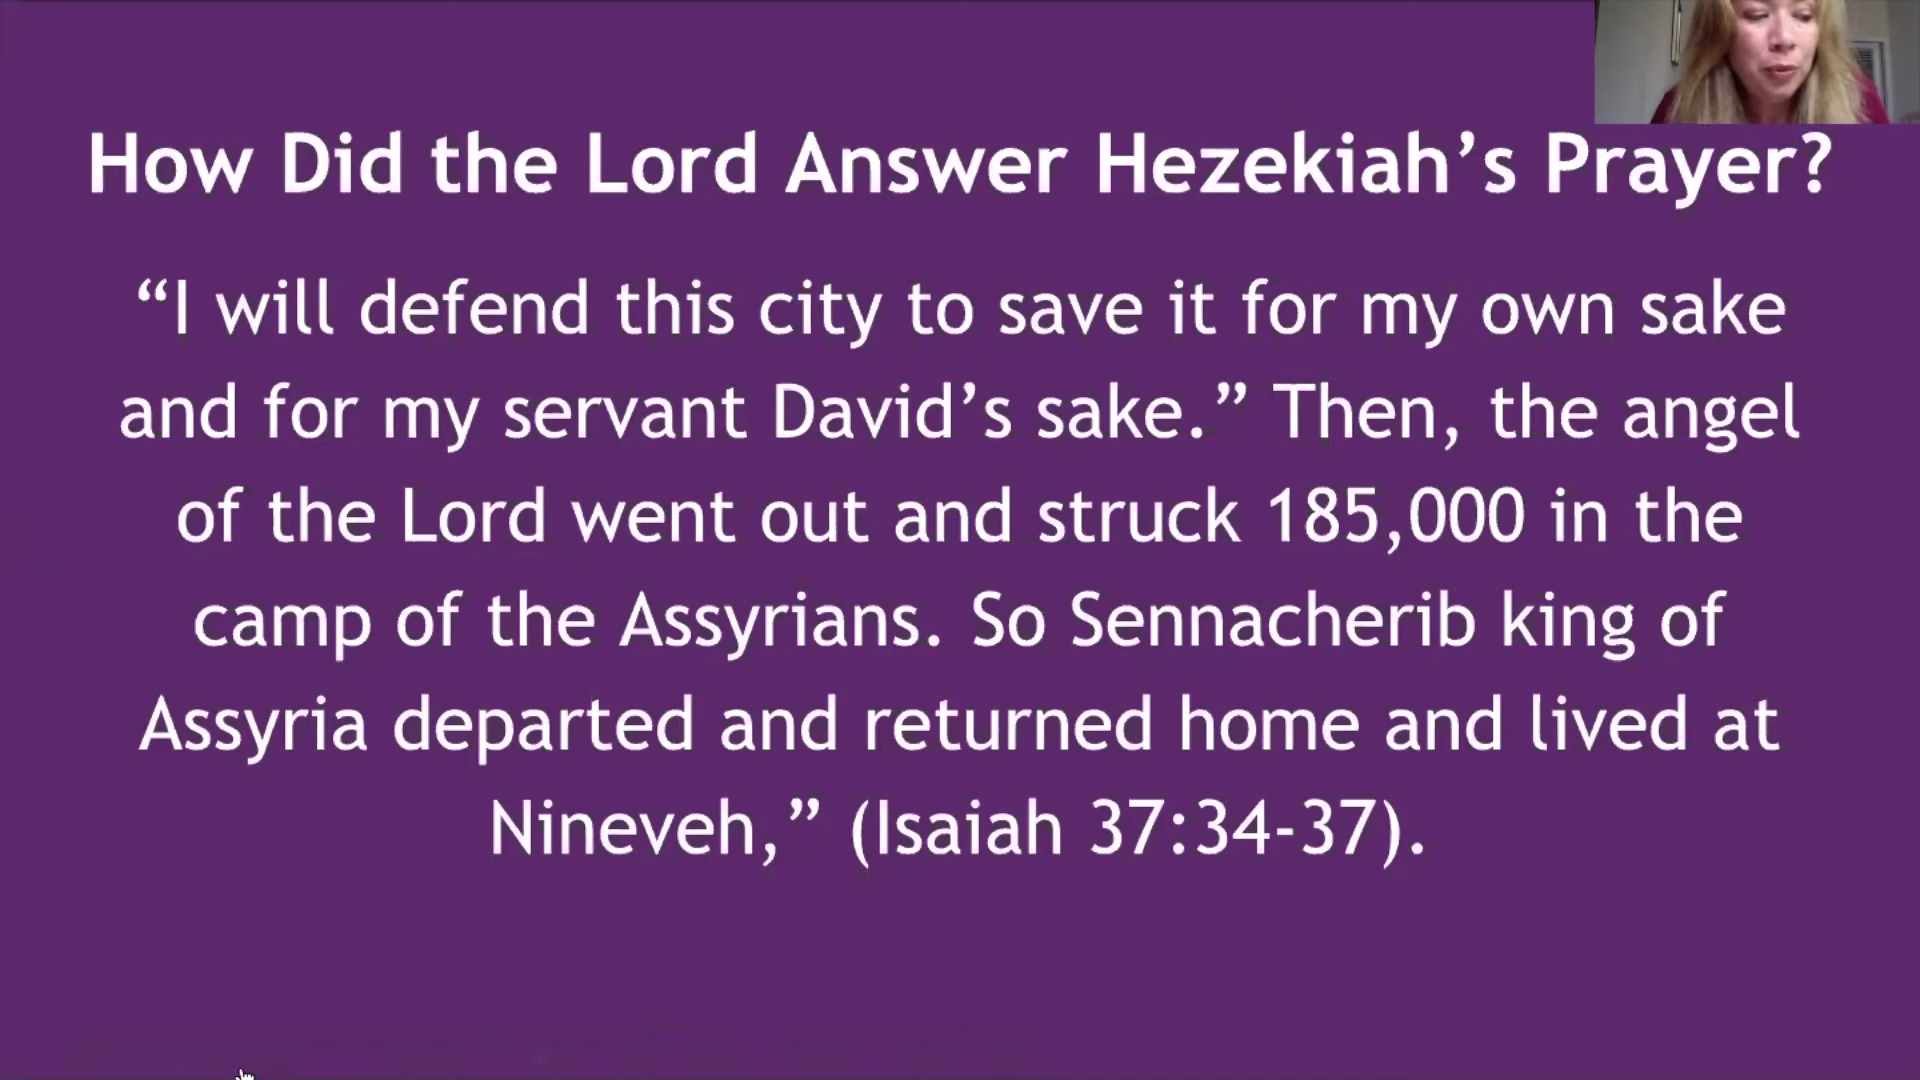 How Did the Lord Answer Hezekiah’s Prayer?
“I will defend this city to save it for my own sake
and for my servant David’s sake.” Then, the angel
of the Lord went out and struck 185,000 in the
camp of the Assyrians. So Sennacherib king of
Assyria departed and returned home and lived at
Nineveh,” (Isaiah 37:34-37).